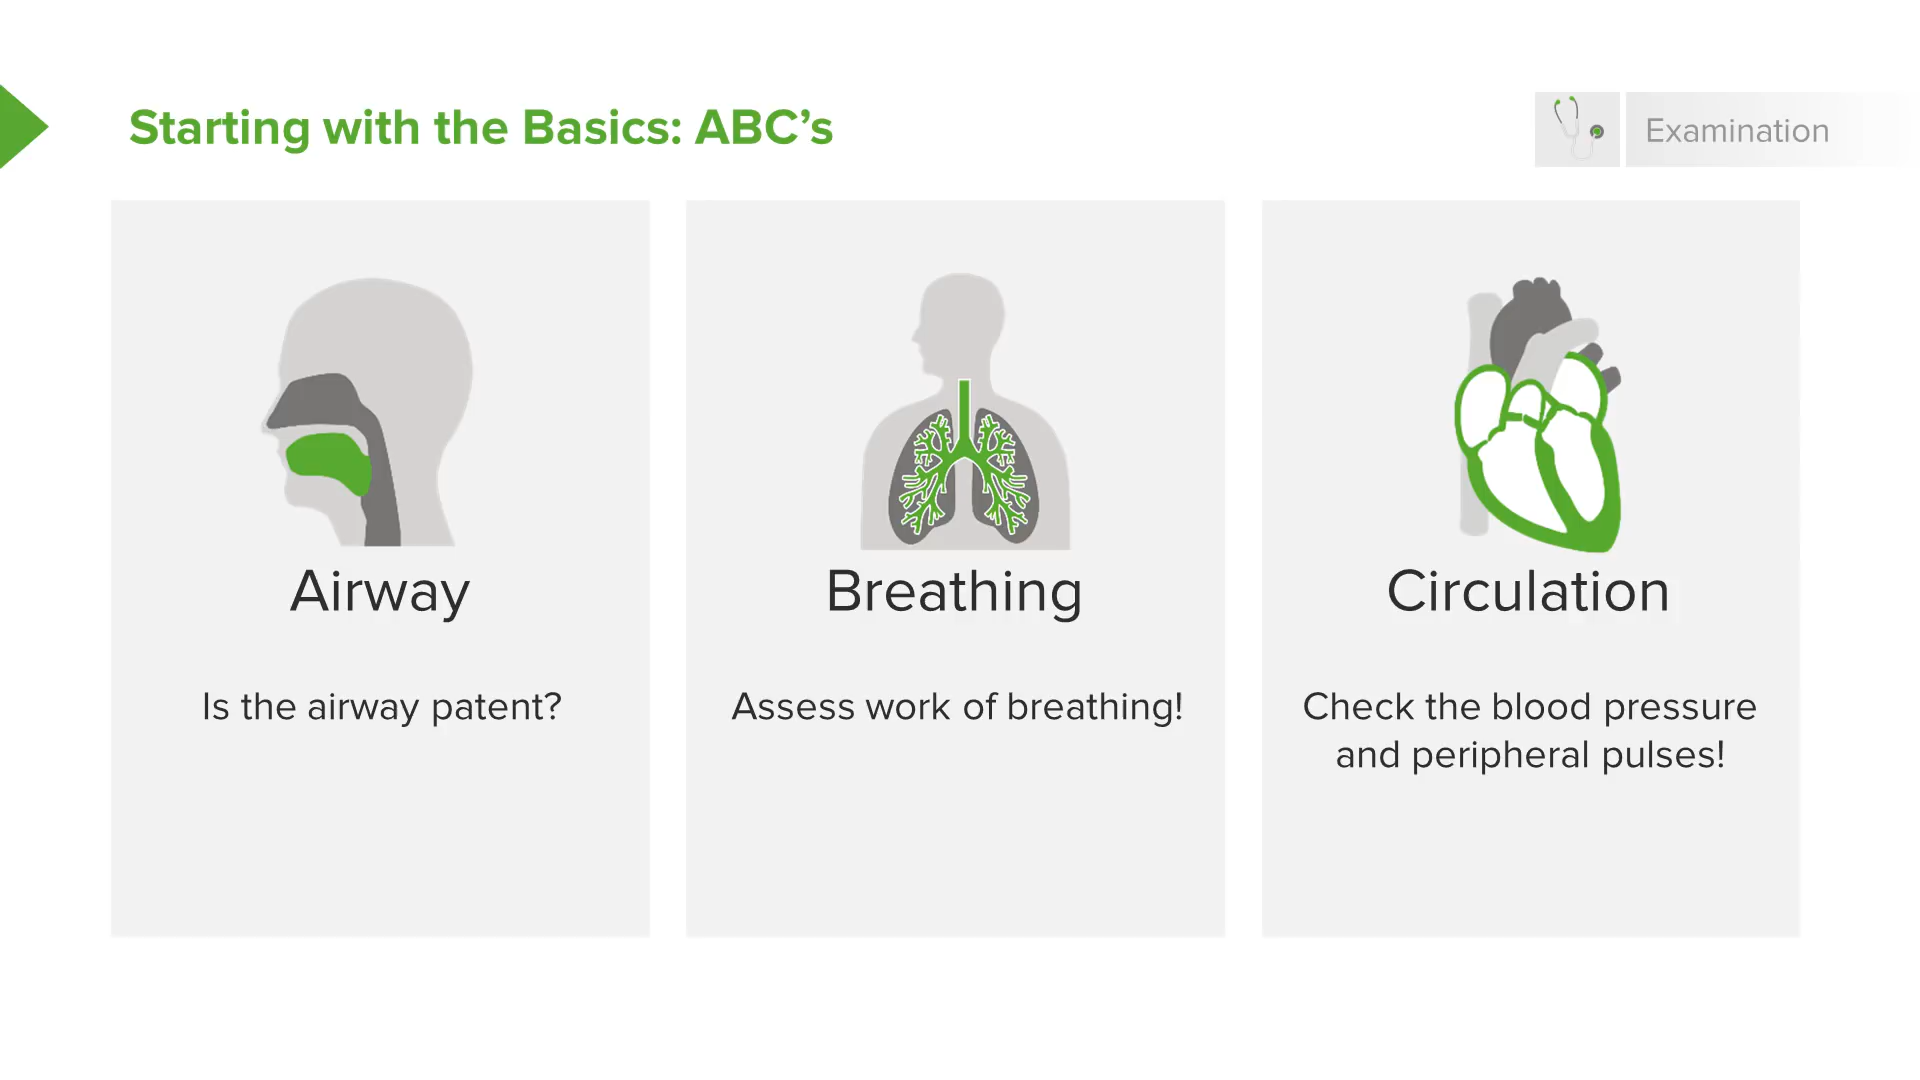 Starting with the Basics: ABC’s
Examination
Airway
Is the airway patent?
Breathing
Assess work of breathing!
Circulation
Check the blood pressure
and peripheral pulses!